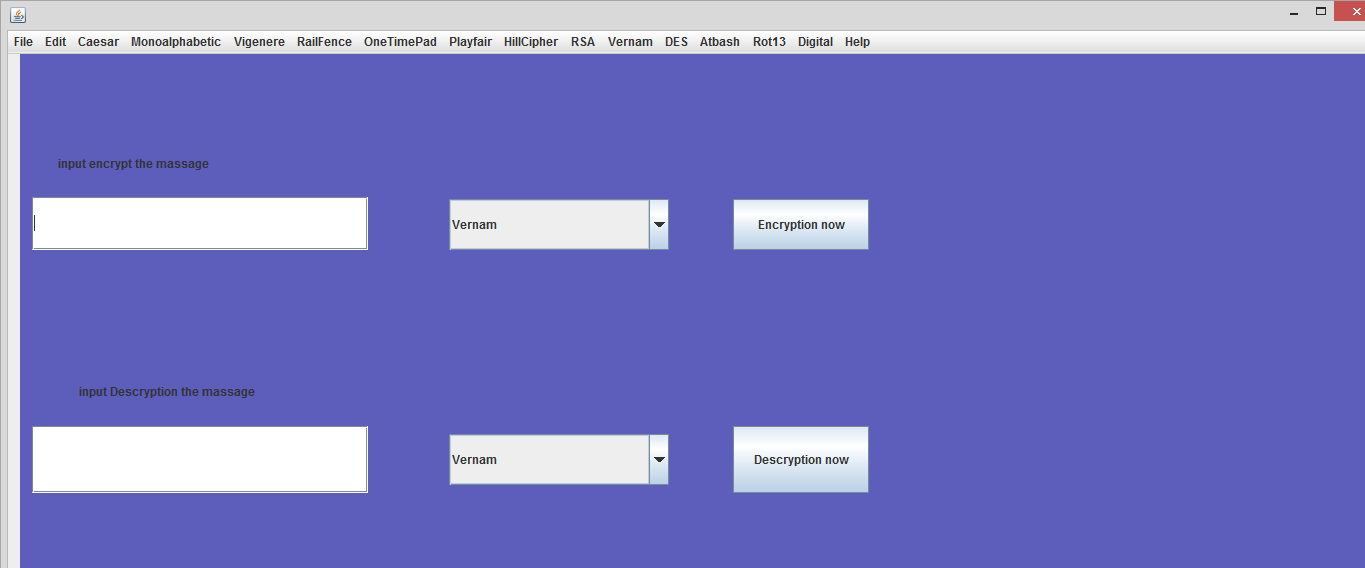 File Edit Caesar Monoalphabetic Vigenere RailFence OneTimePad Playfair HillCipher RSA Vernam DES Atbash Rot13 Digital Help
input encrypt the massage
Vernam
Encryption now
input Descryption the massage
Vernam
Descryption now